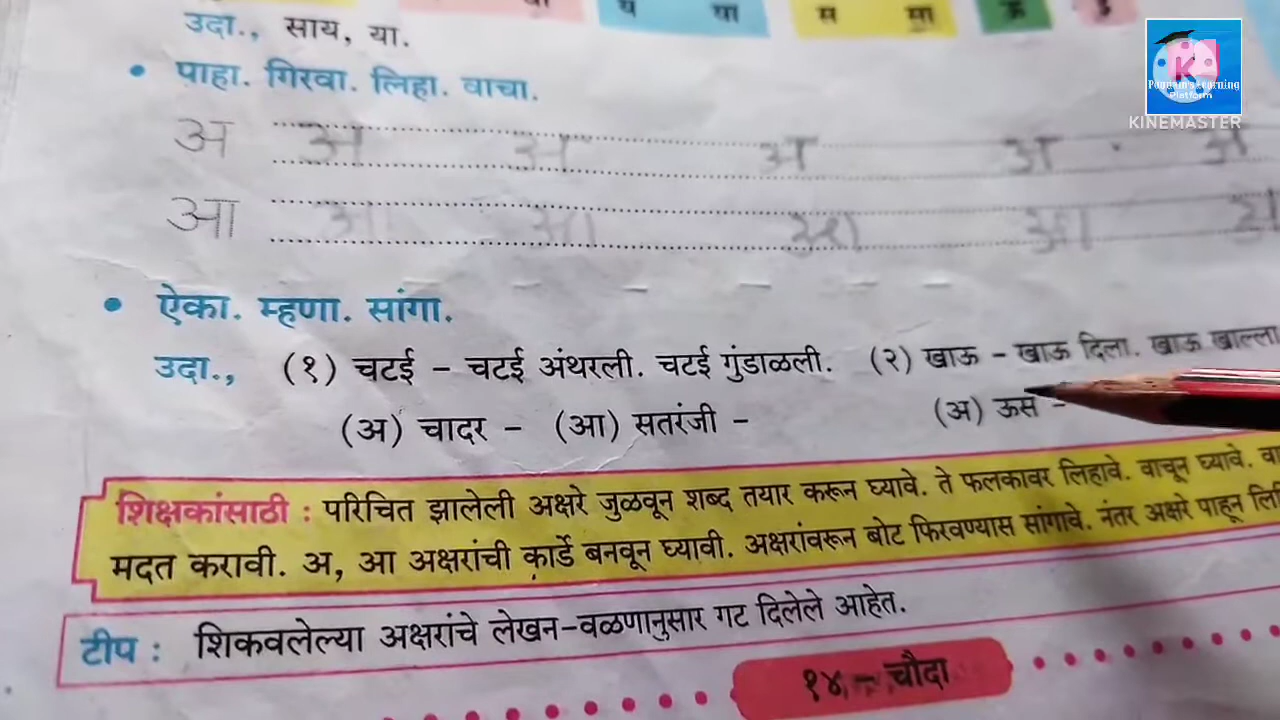 य या स सा
उदा., साय, या.
• पाहा. गिरवा. लिहा. वाचा.
अ अ अ अ अ अ
आ आ आ आ आ आ
• ऐका. म्हणा. सांगा.
उदा., (१) चटई – चटई अंथरली. चटई गुंडाळली. (२) खाऊ – खाऊ दिला. खाऊ खाल्ला
(अ) चादर – (आ) सतरंजी – (अ) ऊस –
शिक्षकांसाठी : परिचित झालेली अक्षरे जुळवून शब्द तयार करून घ्यावे. ते फलकावर लिहावे. वाचून घ्यावे.
मदत करावी. अ, आ अक्षरांची कार्डे बनवून घ्यावी. अक्षरांवरून बोट फिरवण्यास सांगावे. नंतर अक्षरे पाहून
टीप : शिकवलेल्या अक्षरांचे लेखन-वळणानुसार गट दिलेले आहेत.
१४ – चौदा
K
Learning
Platform
KINEMASTER